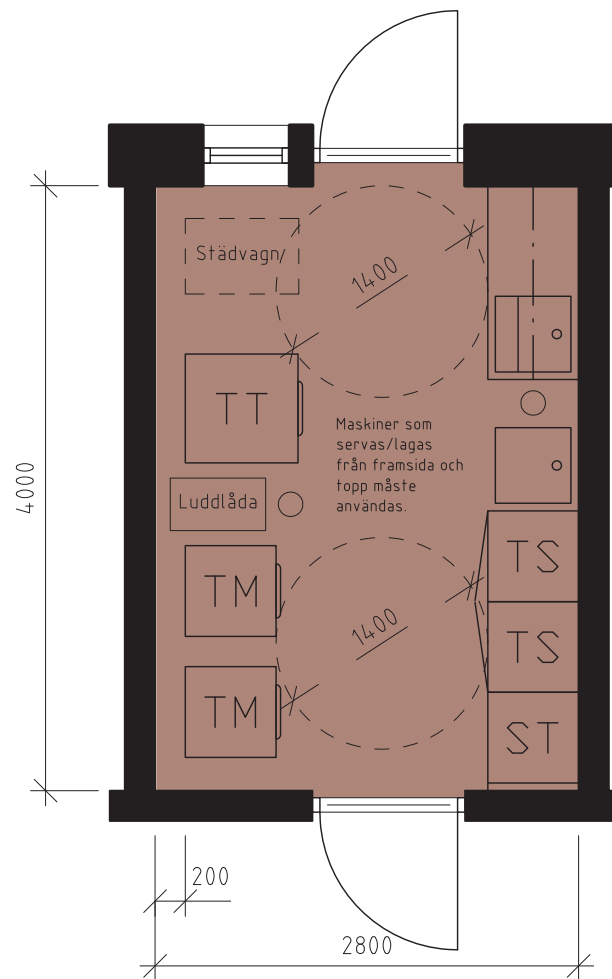 Städvagn
1400
TT
Maskiner som
servas/lagas
från framsida och
topp måste
användas.
4000
Luddlåda
TS
TM
1400
TS
TM
ST
200
2800